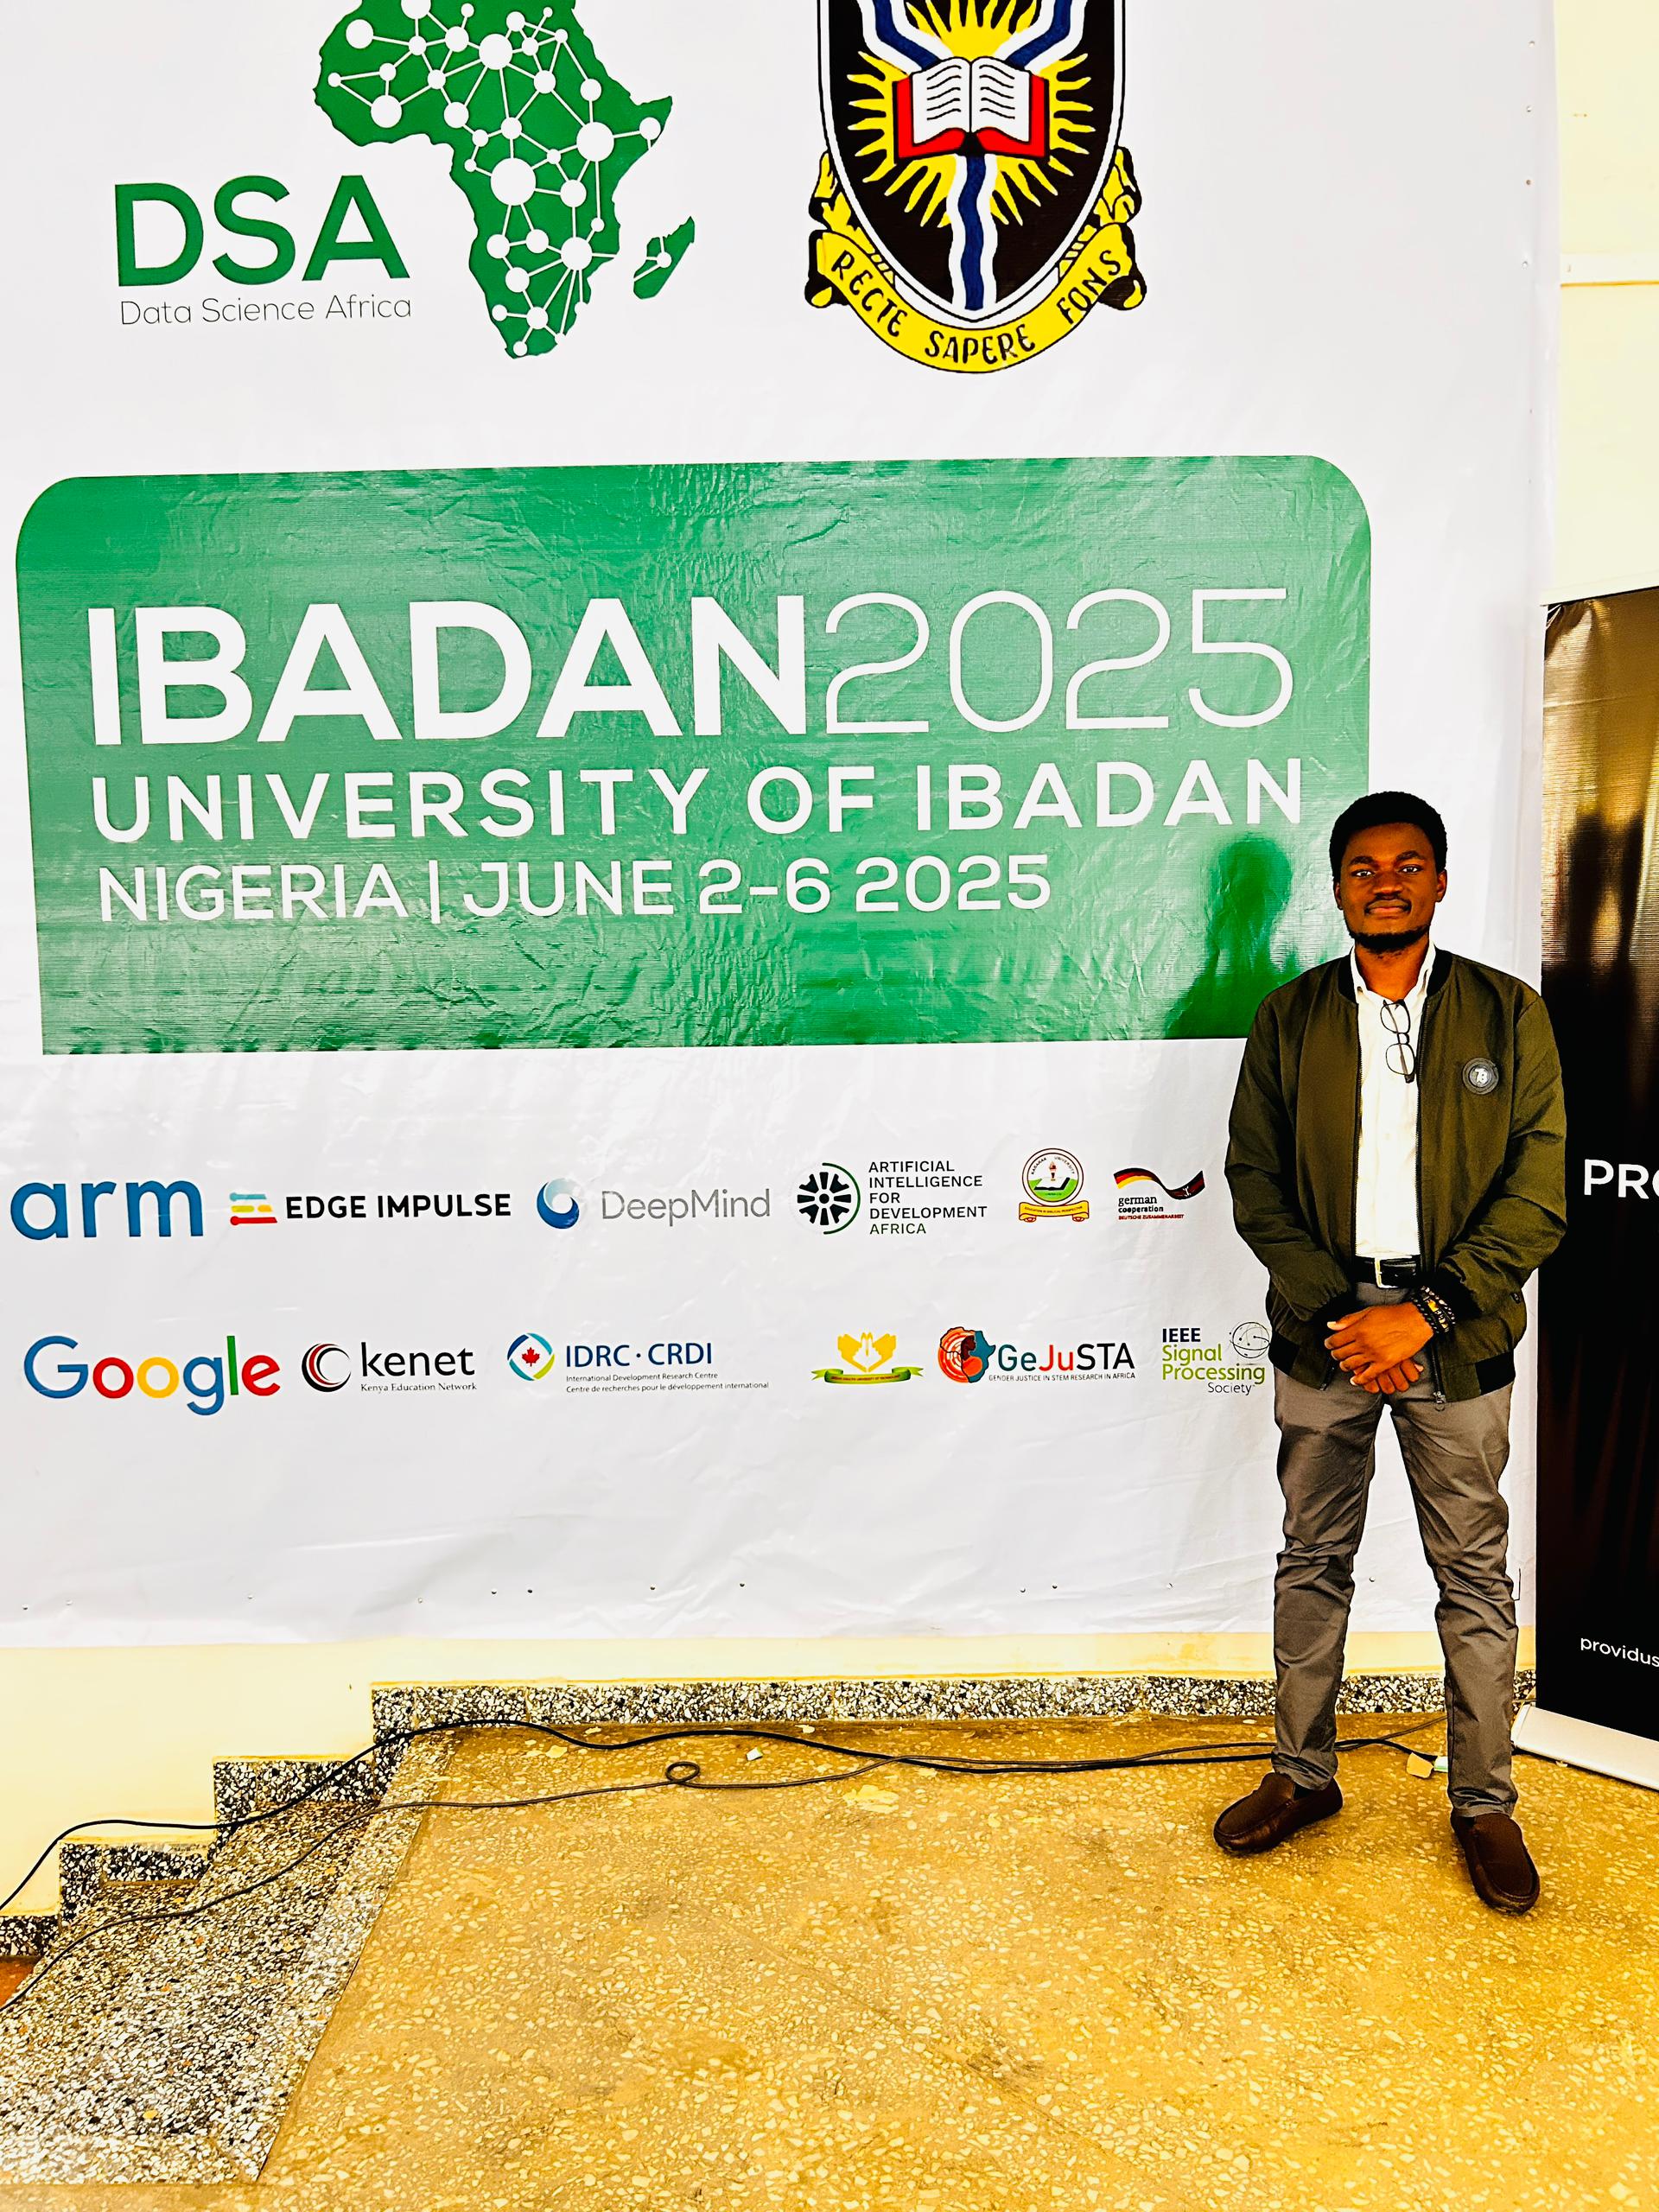 DSA
Data Science Africa
RECTE SAPERE FONS
IBADAN2025
UNIVERSITY OF IBADAN
NIGERIA | JUNE 2-6 2025
arm
EDGE IMPULSE
DeepMind
ARTIFICIAL
INTELLIGENCE
FOR
DEVELOPMENT
AFRICA
german
cooperation
DEUTSCHE ZUSAMMENARBEIT
Google
kenet
Kenya Education Network
IDRC · CRDI
International Development Research Centre
Centre de recherches pour le développement international
GeJuSTA
GENDER JUSTICE IN STEM RESEARCH IN AFRICA
IEEE
Signal
Processing
Society
PRO
providus